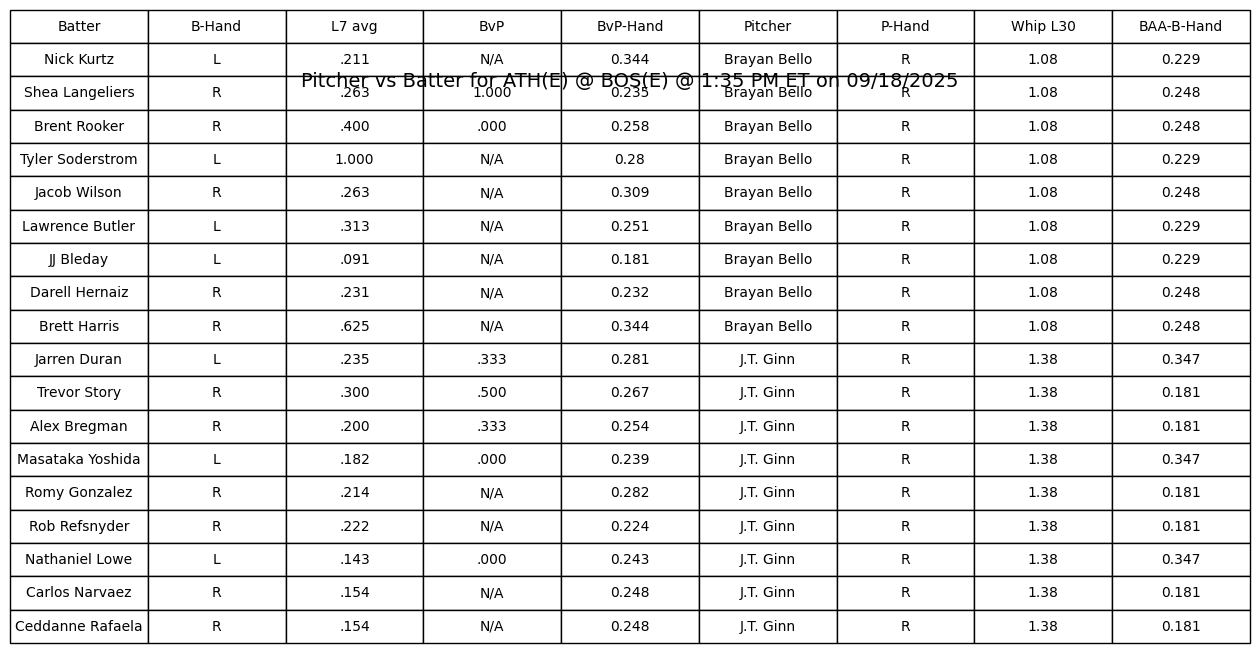 Batter B-Hand L7 avg BvP BvP-Hand Pitcher P-Hand Whip L30 BAA-B-Hand
Nick Kurtz L .211 N/A 0.344 Brayan Bello R 1.08 0.229
Pitcher vs Batter for ATH(E) @ BOS(E) @ 1:35 PM ET on 09/18/2025
Shea Langeliers R .263 1.000 0.235 Brayan Bello R 1.08 0.248
Brent Rooker R .400 .000 0.258 Brayan Bello R 1.08 0.248
Tyler Soderstrom L 1.000 N/A 0.28 Brayan Bello R 1.08 0.229
Jacob Wilson R .263 N/A 0.309 Brayan Bello R 1.08 0.248
Lawrence Butler L .313 N/A 0.251 Brayan Bello R 1.08 0.229
JJ Bleday L .091 N/A 0.181 Brayan Bello R 1.08 0.229
Darell Hernaiz R .231 N/A 0.232 Brayan Bello R 1.08 0.248
Brett Harris R .625 N/A 0.344 Brayan Bello R 1.08 0.248
Jarren Duran L .235 .333 0.281 J.T. Ginn R 1.38 0.347
Trevor Story R .300 .500 0.267 J.T. Ginn R 1.38 0.181
Alex Bregman R .200 .333 0.254 J.T. Ginn R 1.38 0.181
Masataka Yoshida L .182 .000 0.239 J.T. Ginn R 1.38 0.347
Romy Gonzalez R .214 N/A 0.282 J.T. Ginn R 1.38 0.181
Rob Refsnyder R .222 N/A 0.224 J.T. Ginn R 1.38 0.181
Nathaniel Lowe L .143 .000 0.243 J.T. Ginn R 1.38 0.347
Carlos Narvaez R .154 N/A 0.248 J.T. Ginn R 1.38 0.181
Ceddanne Rafaela R .154 N/A 0.248 J.T. Ginn R 1.38 0.181